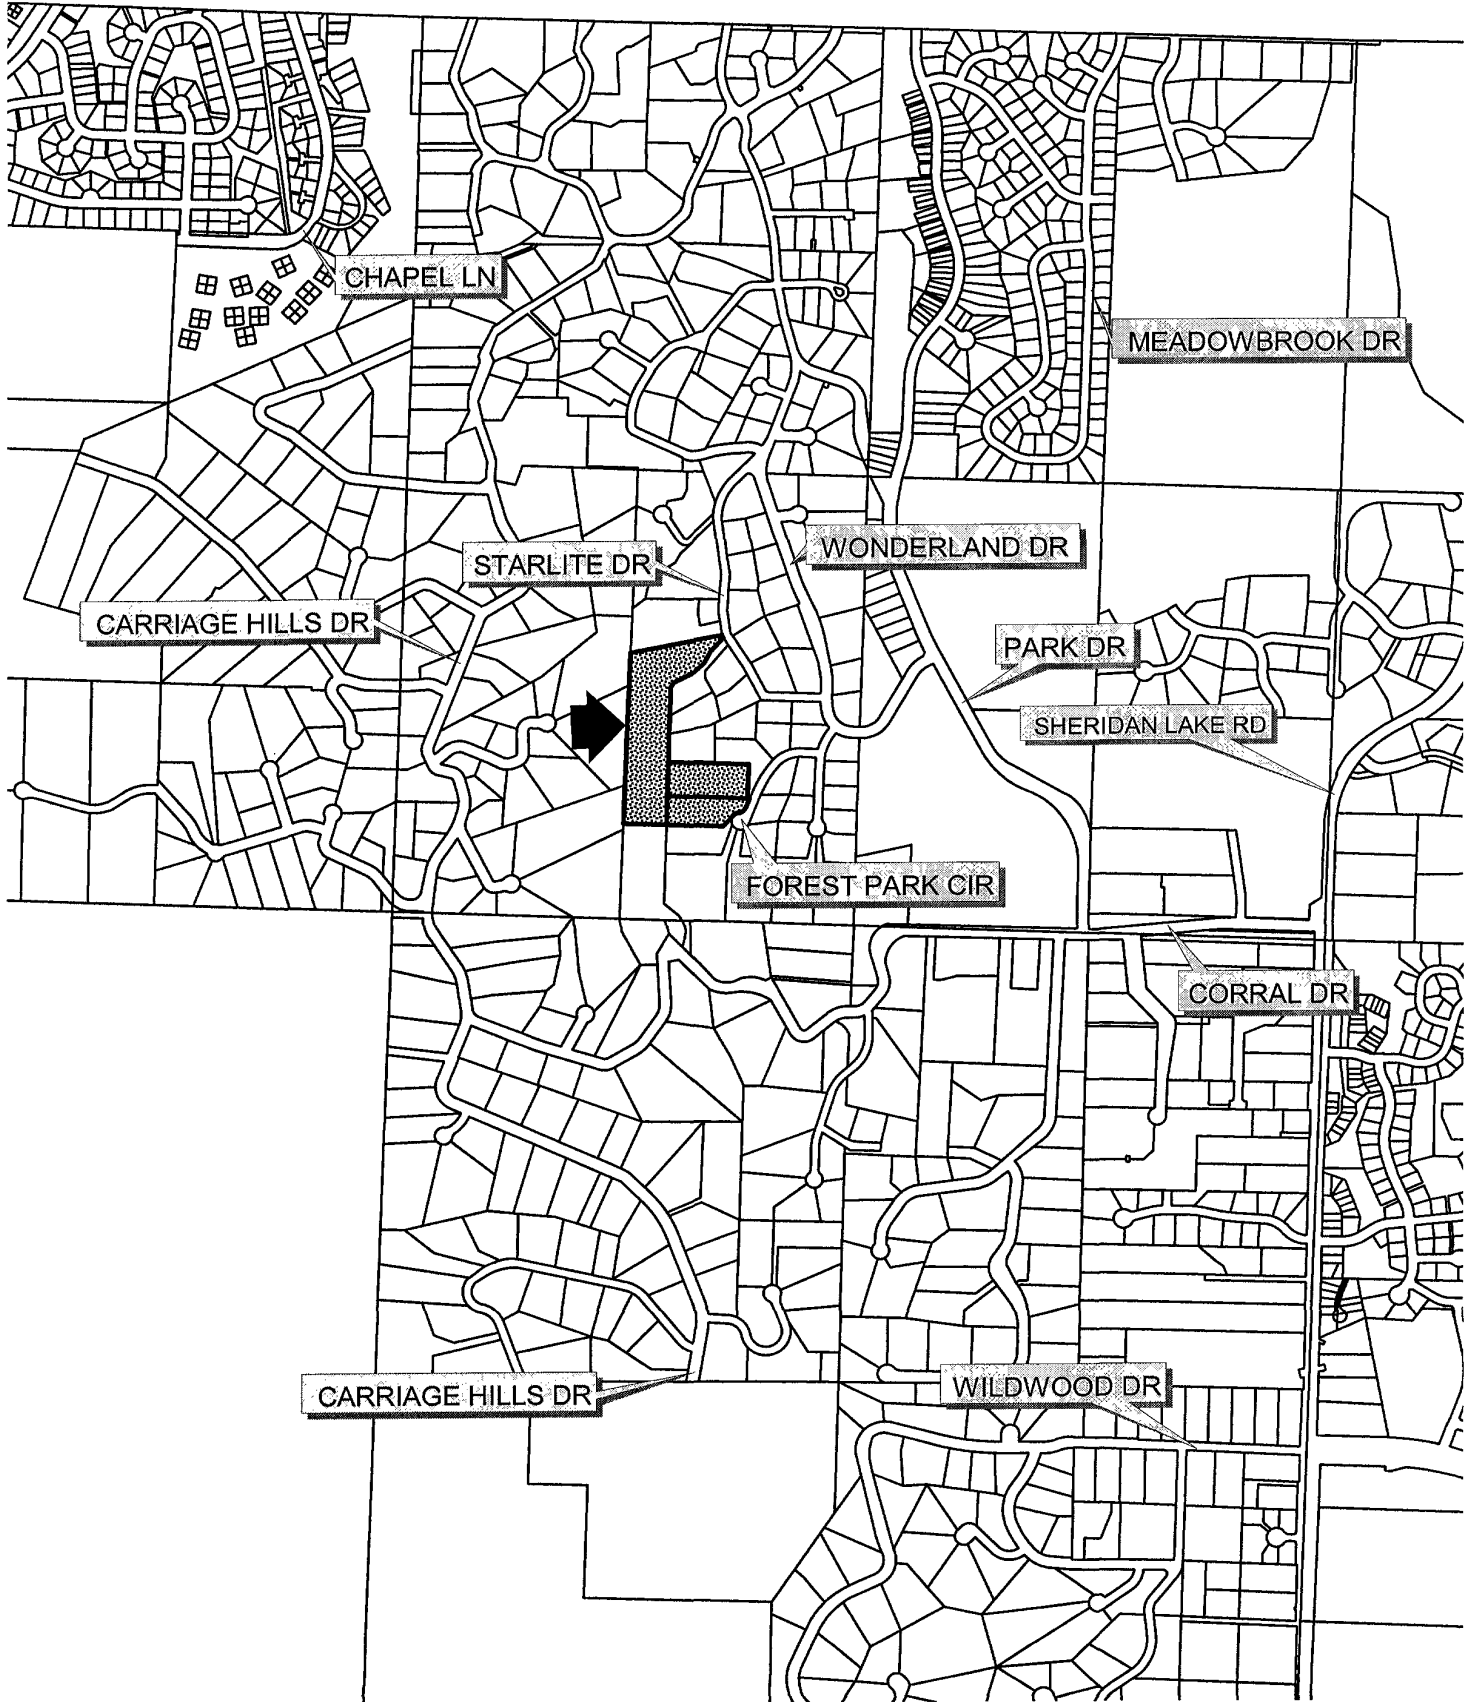 CHAPEL LN
MEADOWBROOK DR
STARLITE DR
WONDERLAND DR
CARRIAGE HILLS DR
PARK DR
SHERIDAN LAKE RD
FOREST PARK CIR
CORRAL DR
CARRIAGE HILLS DR
WILDWOOD DR